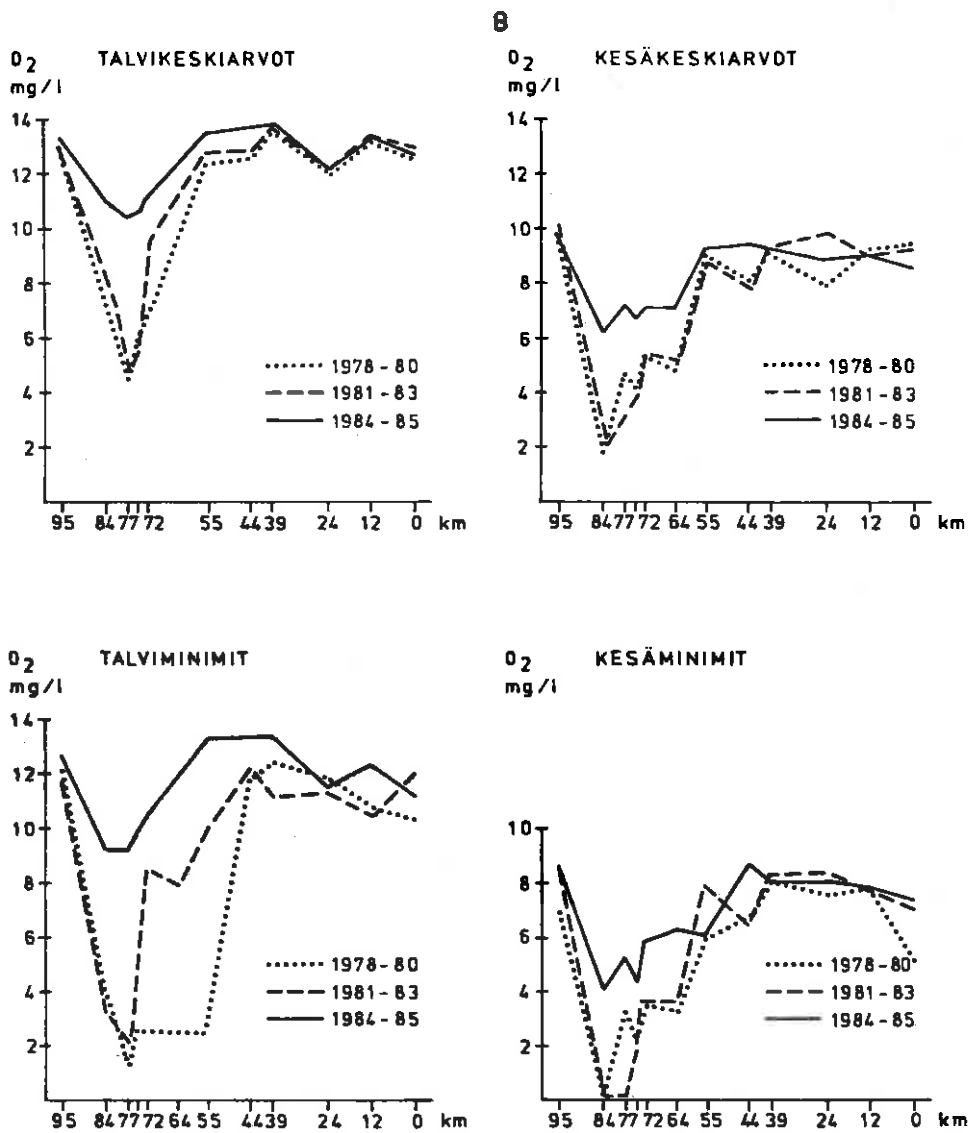 B
O2 TALVIKESKIARVOT
mg/l
14
12
10
8
6
4
2
1978 - 80
1981 - 83
1984 - 85
95 84 77 72 55 44 39 24 12 0 km
O2 KESÄKESKIARVOT
mg/l
14
12
10
8
6
4
2
1978 - 80
1981 - 83
1984 - 85
95 84 77 72 64 55 44 39 24 12 0 km
O2 TALVIMINIMIT
mg/l
14
12
10
8
6
4
2
1978 - 80
1981 - 83
1984 - 85
95 84 77 72 64 55 44 39 24 12 0 km
O2 KESÄMINIMIT
mg/l
10
8
6
4
2
1978 - 80
1981 - 83
1984 - 85
95 84 77 72 64 55 44 39 24 12 0 km